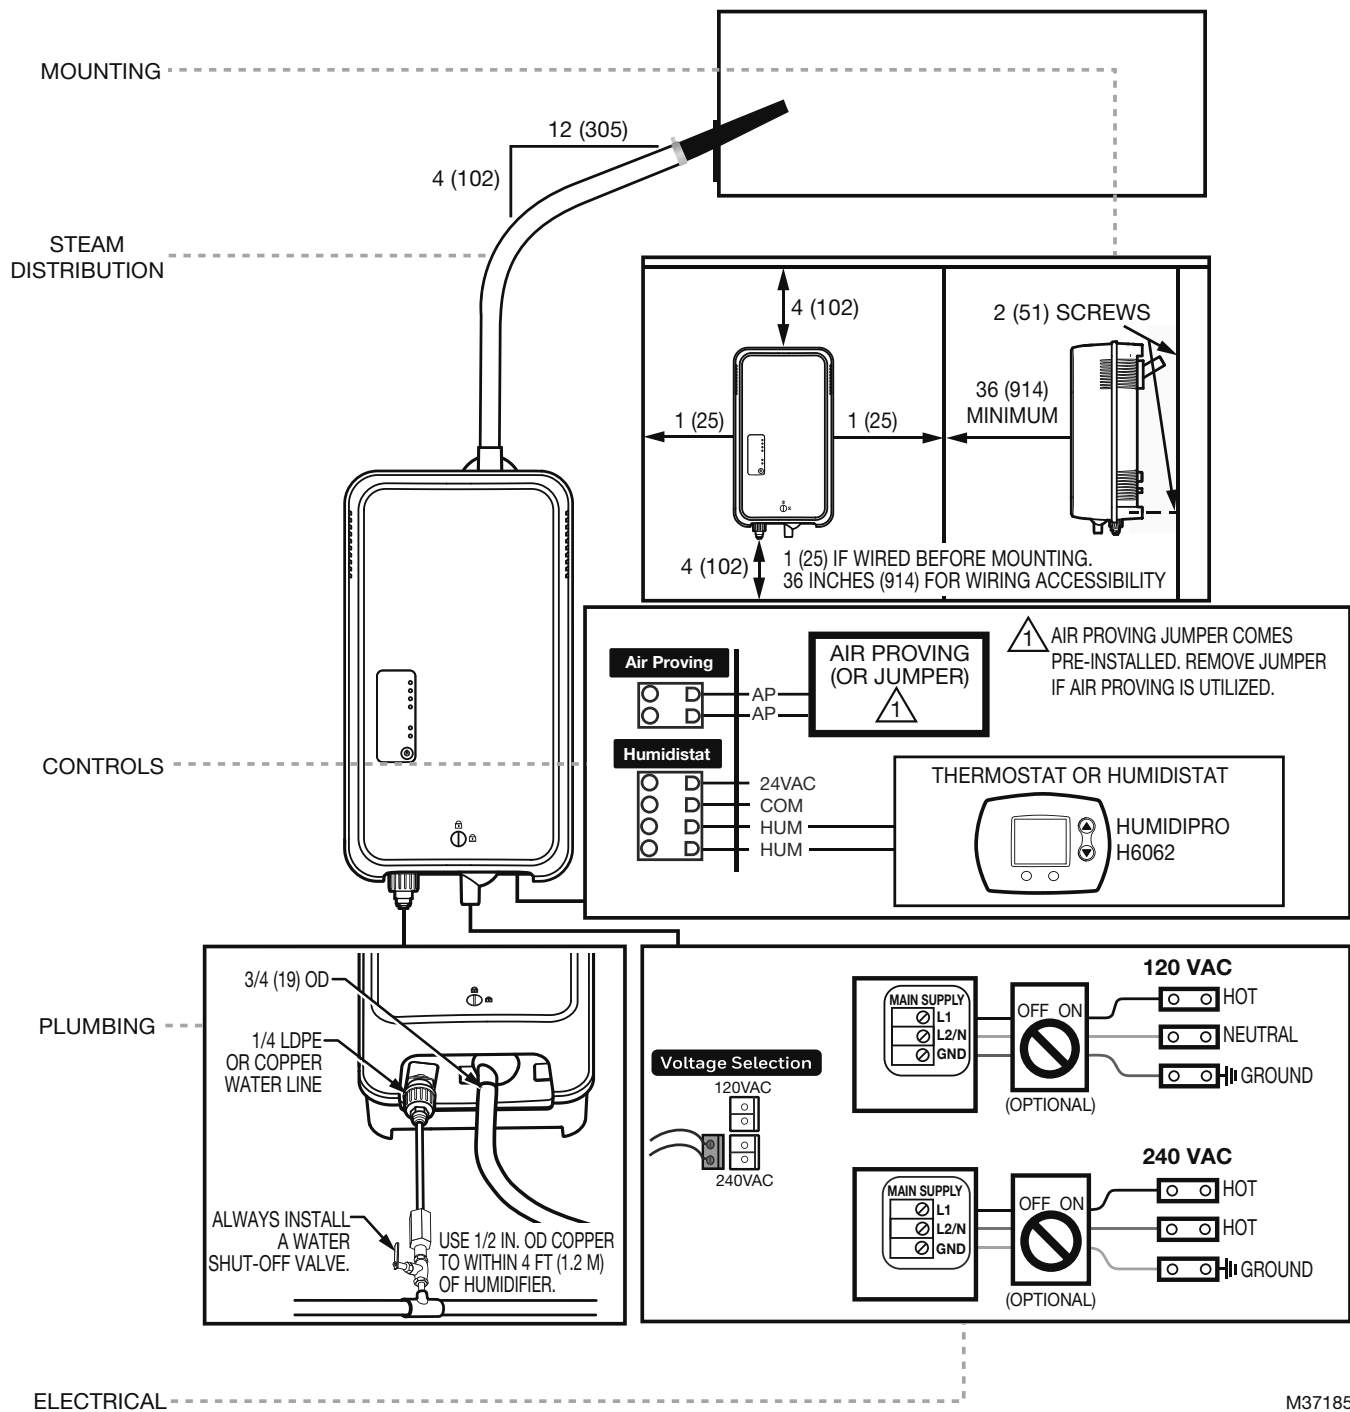 MOUNTING
12 (305)
4 (102)
STEAM
DISTRIBUTION
4 (102)
2 (51) SCREWS
36 (914)
MINIMUM
1 (25)
1 (25)
4 (102)
1 (25) IF WIRED BEFORE MOUNTING.
36 INCHES (914) FOR WIRING ACCESSIBILITY
CONTROLS
Air Proving
AP
AP
AIR PROVING
(OR JUMPER)
1
1
AIR PROVING JUMPER COMES
PRE-INSTALLED. REMOVE JUMPER
IF AIR PROVING IS UTILIZED.
Humidistat
24VAC
COM
HUM
HUM
THERMOSTAT OR HUMIDISTAT
HUMIDIPRO
H6062
PLUMBING
3/4 (19) OD
1/4 LDPE
OR COPPER
WATER LINE
ALWAYS INSTALL
A WATER
SHUT-OFF VALVE.
USE 1/2 IN. OD COPPER
TO WITHIN 4 FT (1.2 M)
OF HUMIDIFIER.
Voltage Selection
120VAC
240VAC
120 VAC
MAIN SUPPLY
L1
L2/N
GND
OFF ON
(OPTIONAL)
HOT
NEUTRAL
GROUND
240 VAC
MAIN SUPPLY
L1
L2/N
GND
OFF ON
(OPTIONAL)
HOT
HOT
GROUND
ELECTRICAL
M37185